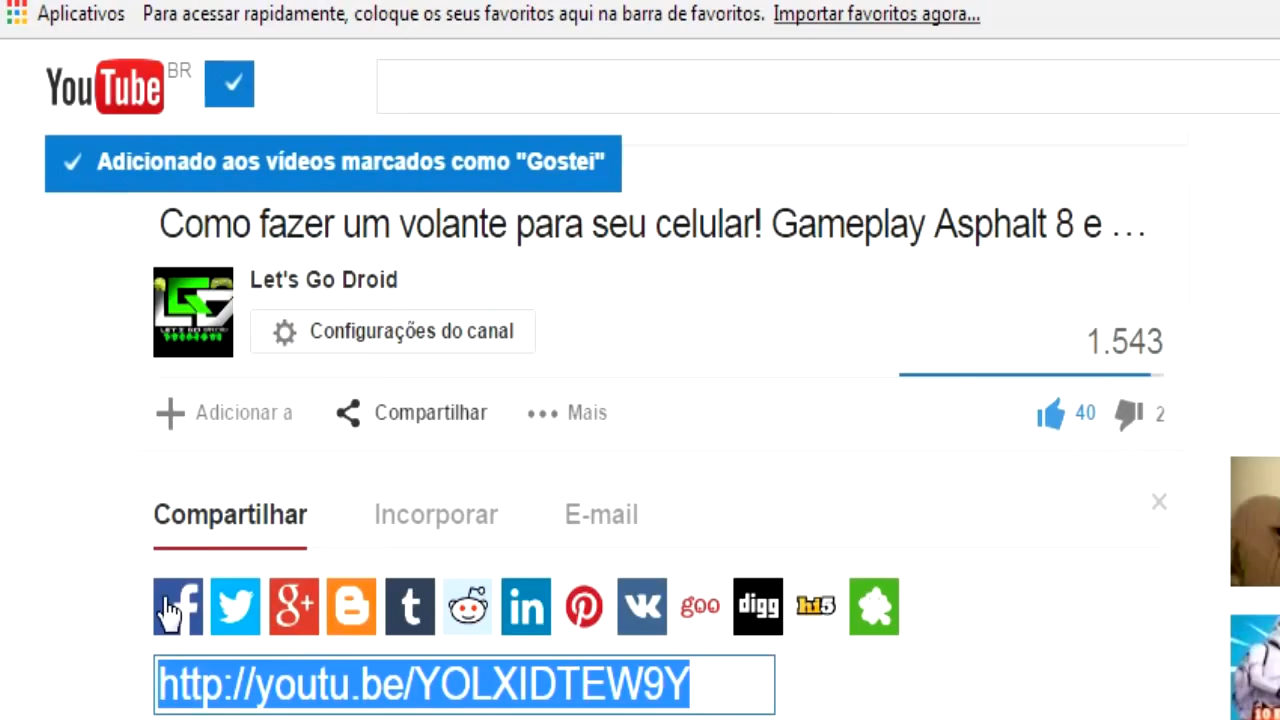 Aplicativos Para acessar rapidamente, coloque os seus favoritos aqui na barra de favoritos. Importar favoritos agora...
YouTube BR
Adicionado aos vídeos marcados como "Gostei"
Como fazer um volante para seu celular! Gameplay Asphalt 8 e ...
Let's Go Droid
Configurações do canal
1.543
Adicionar a Compartilhar Mais 40 2
Compartilhar Incorporar E-mail
f g+ B t in VK goo digg hi5
http://youtu.be/YOLXIDTEW9Y